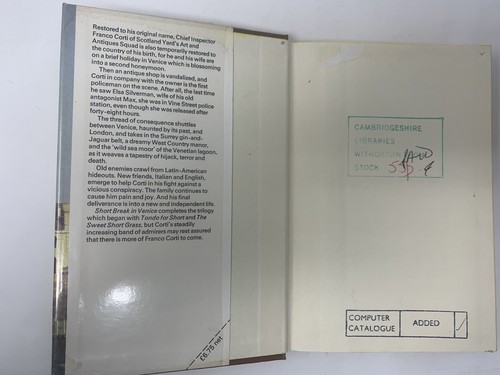 Restored to his original name, Chief Inspector
Franco Corti of Scotland Yard's Art and
Antiques Squad is also temporarily restored to
the country of his birth, for he and his wife are
on a brief holiday in Venice which is blossoming
into a second honeymoon.
Then an antique shop is vandalized, and
Corti in company with the owner is the first
policeman on the scene. After all, the last time
he saw Elsa Silverman, wife of his old
antagonist Max, she was in Vine Street police
station, even though she was released after
forty-eight hours.
The thread of consequence shuttles
between Venice, haunted by its past, and
London, and takes in the Surrey gin-and-
Jaguar belt, a dreamy West Country manor,
and the 'wild sea moor' of the Venetian lagoon,
as it weaves a tapestry of hijack, terror and
death.
Old enemies crawl from Latin-American
hideouts. New friends, Italian and English,
emerge to help Corti in his fight against a
vicious conspiracy. The family continues to
cause him pain and joy. And his final
deliverance is into a new and independent life.
Short Break in Venice completes the trilogy
which began with Tondo for Short and The
Sweet Short Grass, but Corti's steadily
increasing band of admirers may rest assured
that there is more of Franco Corti to come.
£6.75 net
CAMBRIDGESHIRE
LIBRARIES
WITHDRAWN
STOCK
COMPUTER
CATALOGUE
ADDED